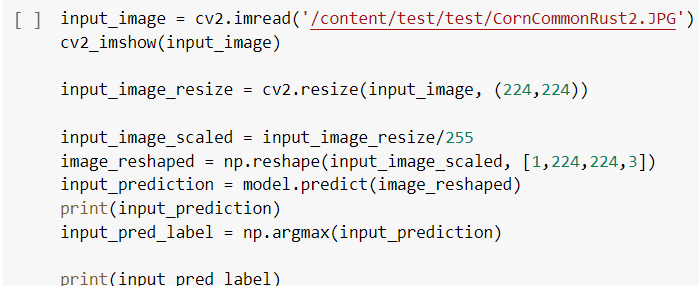 [ ] input_image = cv2.imread('/content/test/test/CornCommonRust2.JPG')
cv2_imshow(input_image)
input_image_resize = cv2.resize(input_image, (224,224))
input_image_scaled = input_image_resize/255
image_reshaped = np.reshape(input_image_scaled, [1,224,224,3])
input_prediction = model.predict(image_reshaped)
print(input_prediction)
input_pred_label = np.argmax(input_prediction)
print(input_pred_label)